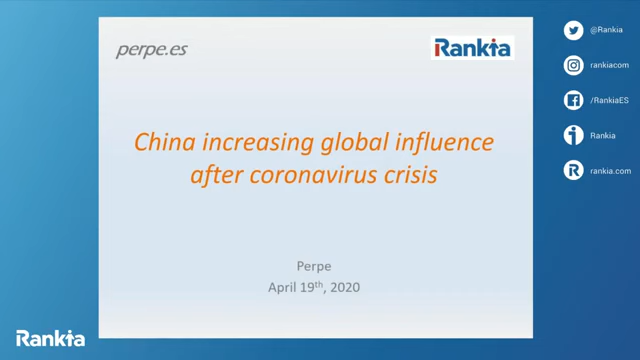 perpe.es
Rankia
China increasing global influence
after coronavirus crisis
Perpe
April 19th, 2020
@Rankia
rankiacom
/RankiaES
Rankia
rankia.com
Rankia